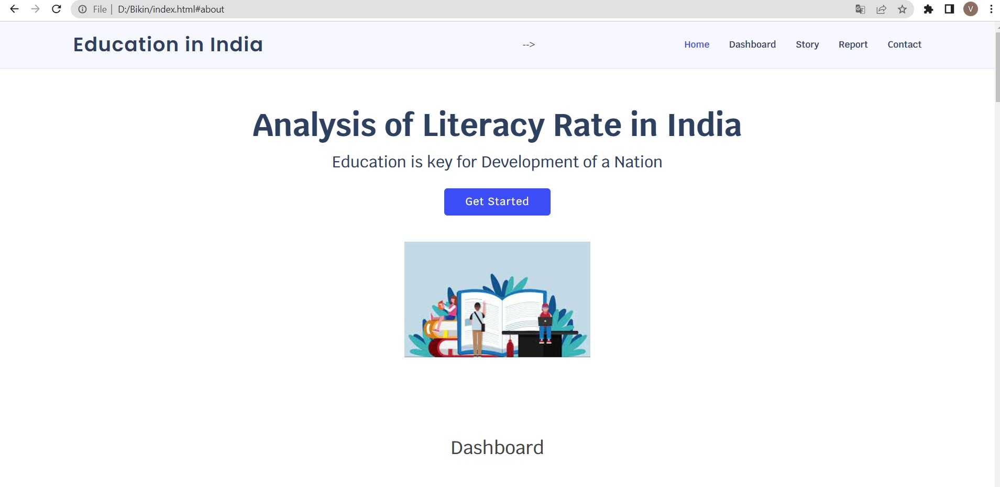 File | D:/Bikin/index.html#about
V
Education in India
-->
Home Dashboard Story Report Contact
Analysis of Literacy Rate in India
Education is key for Development of a Nation
Get Started
Dashboard